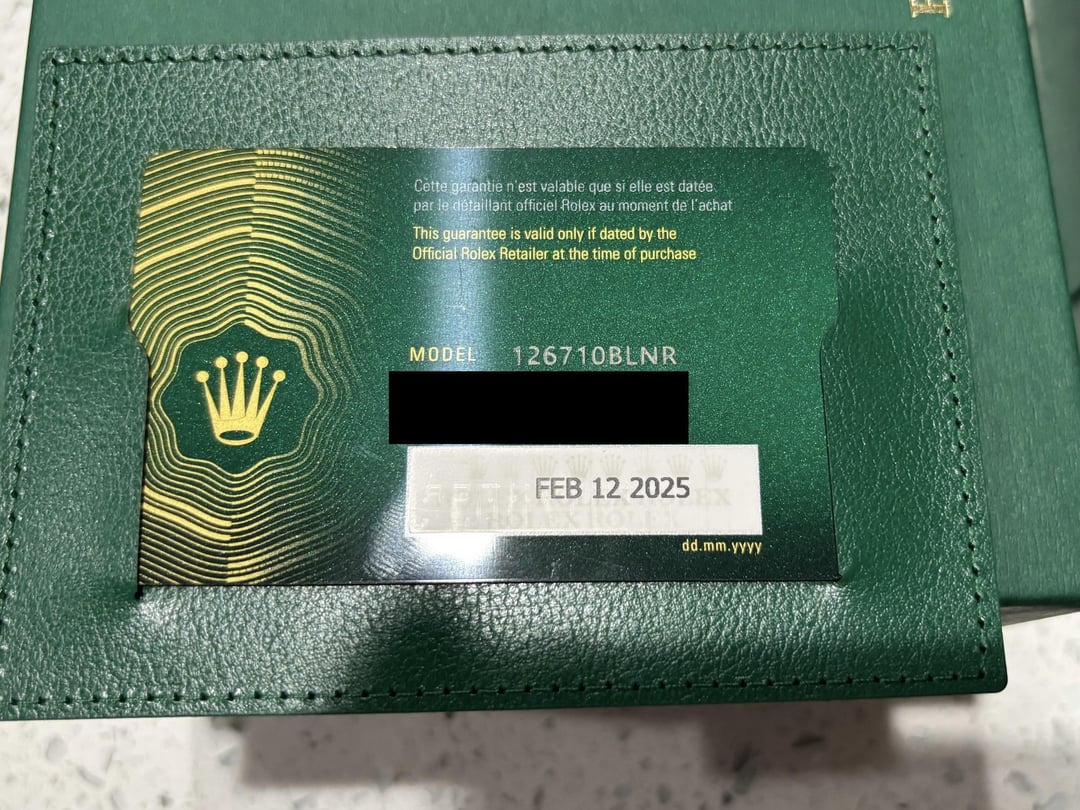 Cette garantie n'est valable que si elle est datée
par le détaillant officiel Rolex au moment de l'achat
This guarantee is valid only if dated by the
Official Rolex Retailer at the time of purchase
MODEL 126710BLNR
FEB 12 2025
ROLEX ROLEX
dd.mm.yyyy